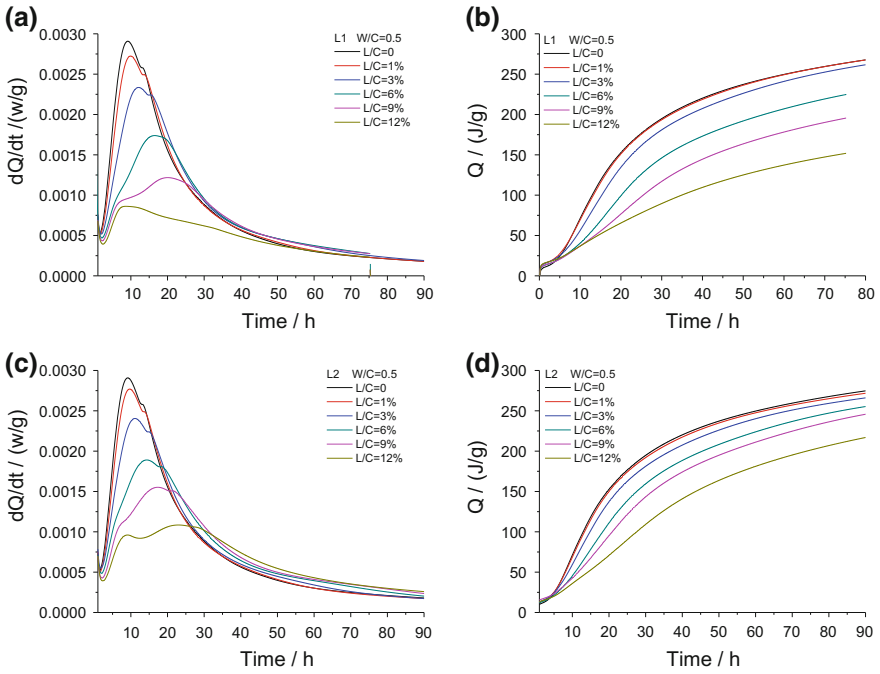 (a)
0.0030
0.0025
0.0020
0.0015
0.0010
0.0005
0.0000
dQ/dt /(w/g)
L1 W/C=0.5
L/C=0
L/C=1%
L/C=3%
L/C=6%
L/C=9%
L/C=12%
10 20 30 40 50 60 70 80 90
Time / h
(b)
300
250
200
150
100
50
0
Q / (J/g)
L1 W/C=0.5
L/C=0
L/C=1%
L/C=3%
L/C=6%
L/C=9%
L/C=12%
0 10 20 30 40 50 60 70 80
Time / h
(c)
0.0030
0.0025
0.0020
0.0015
0.0010
0.0005
0.0000
dQ/dt / (w/g)
L2 W/C=0.5
L/C=0
L/C=1%
L/C=3%
L/C=6%
L/C=9%
L/C=12%
10 20 30 40 50 60 70 80 90
Time / h
(d)
300
250
200
150
100
50
0
Q / (J/g)
L2 W/C=0.5
L/C=0
L/C=1%
L/C=3%
L/C=6%
L/C=9%
L/C=12%
10 20 30 40 50 60 70 80 90
Time / h